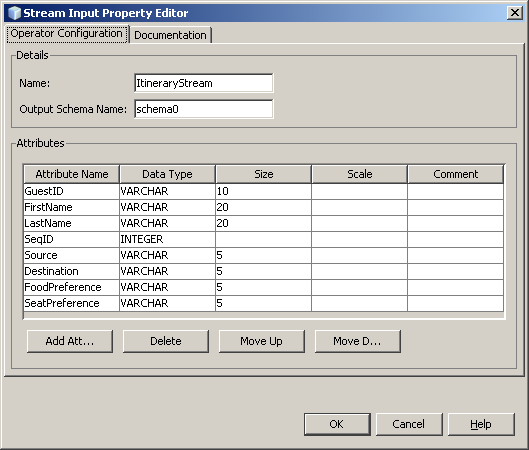 Stream Input Property Editor
Operator Configuration Documentation
Details
Name: ItineraryStream
Output Schema Name: schema0
Attributes
Attribute Name Data Type Size Scale Comment
GuestID VARCHAR 10
FirstName VARCHAR 20
LastName VARCHAR 20
SeqID INTEGER
Source VARCHAR 5
Destination VARCHAR 5
FoodPreference VARCHAR 5
SeatPreference VARCHAR 5
Add Att... Delete Move Up Move D...
OK Cancel Help